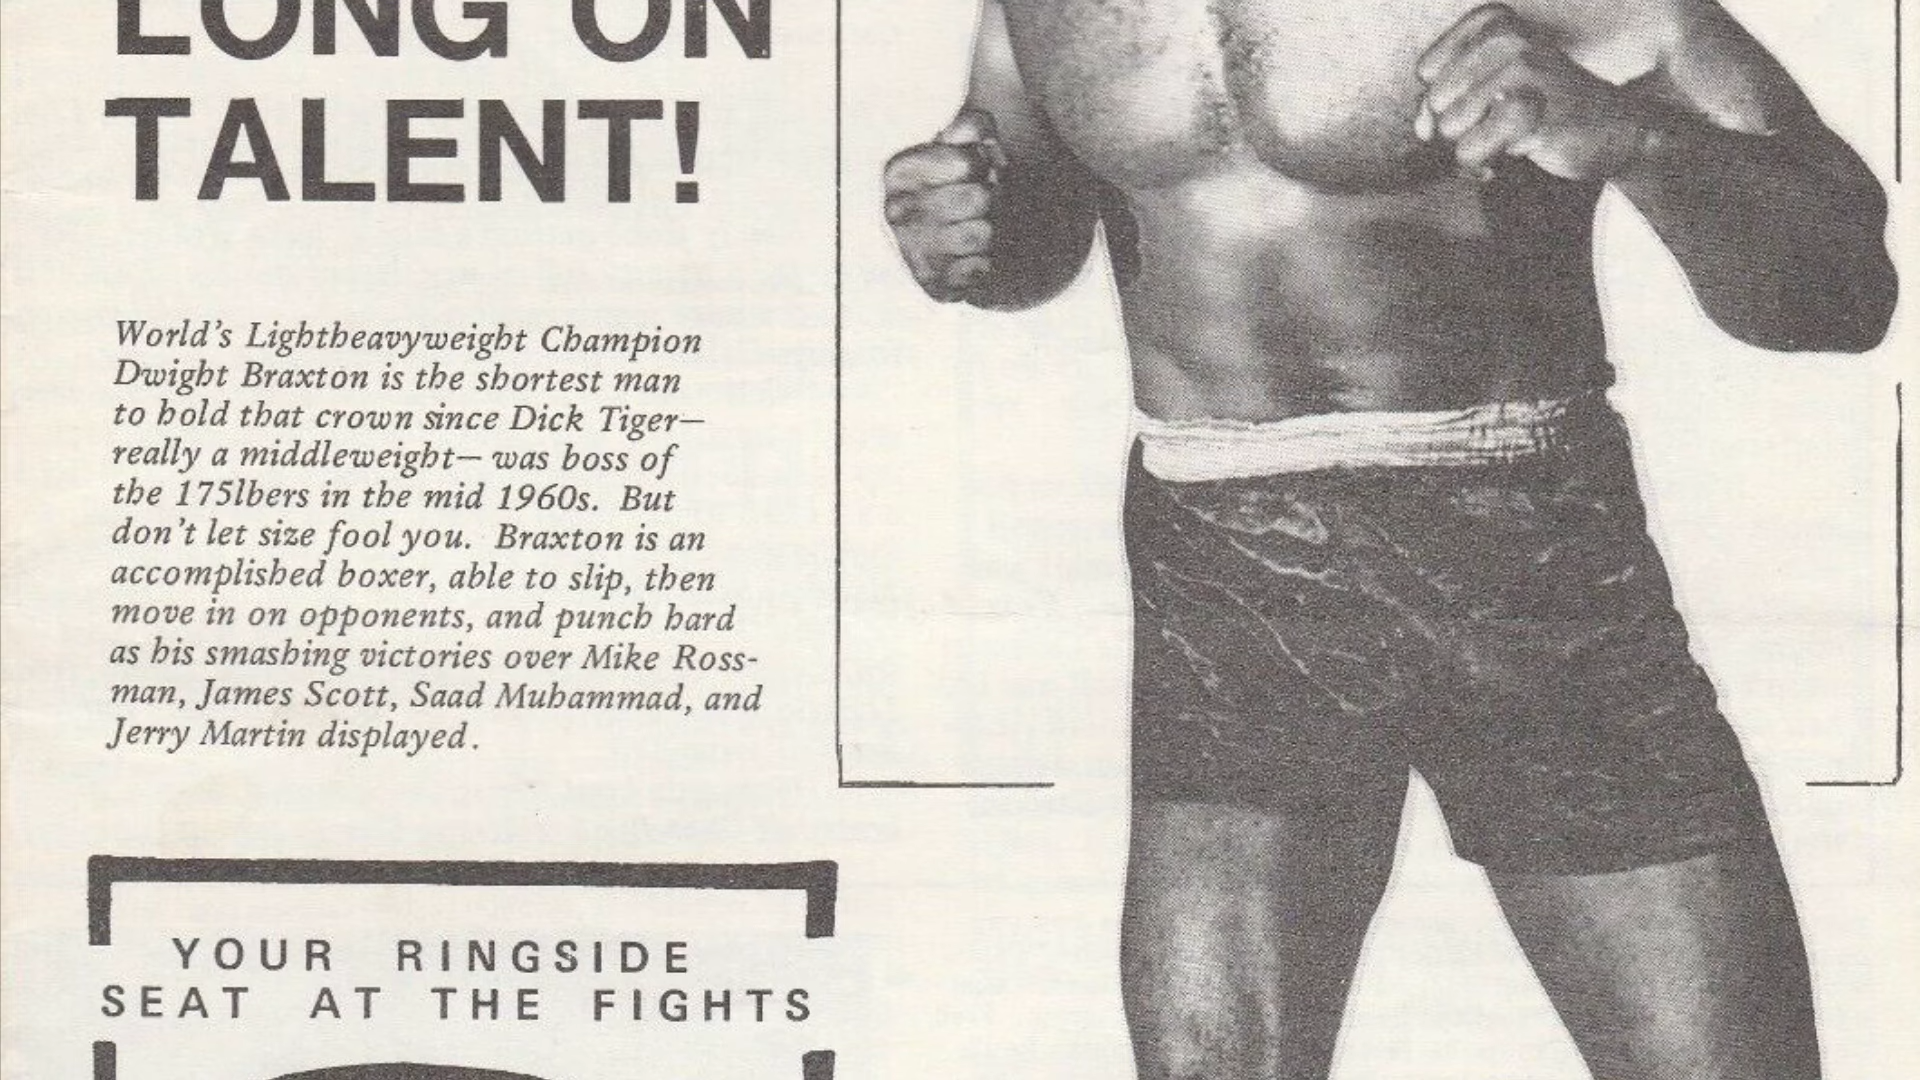 LONG ON
TALENT!
World's Lightheavyweight Champion
Dwight Braxton is the shortest man
to hold that crown since Dick Tiger—
really a middleweight— was boss of
the 175lbers in the mid 1960s. But
don't let size fool you. Braxton is an
accomplished boxer, able to slip, then
move in on opponents, and punch hard
as his smashing victories over Mike Ross-
man, James Scott, Saad Muhammad, and
Jerry Martin displayed.
YOUR RINGSIDE
SEAT AT THE FIGHTS